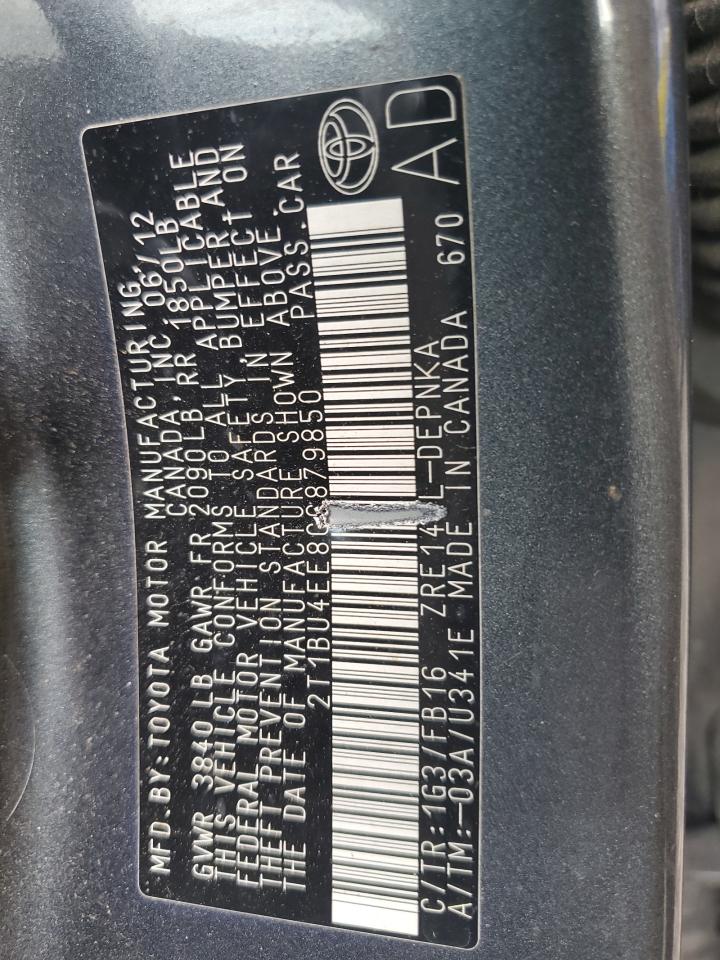 MFD.BY:TOYOTA MOTOR MANUFACTURING
CANADA, INC. 06/12
GVWR 3840LB GAWR FR 2090LB RR 1850LB
THIS VEHICLE CONFORMS TO ALL APPLICABLE
FEDERAL MOTOR VEHICLE SAFETY, BUMPER AND
THEFT PREVENTION STANDARDS IN EFFECT ON
THE DATE OF MANUFACTURE SHOWN ABOVE.
2T1BU4EE8CC879850 PASS.CAR
C/TR:1G3/FB16 ZRE14 L-DEPNKA AD
A/TM:-03A/U341E MADE IN CANADA 670